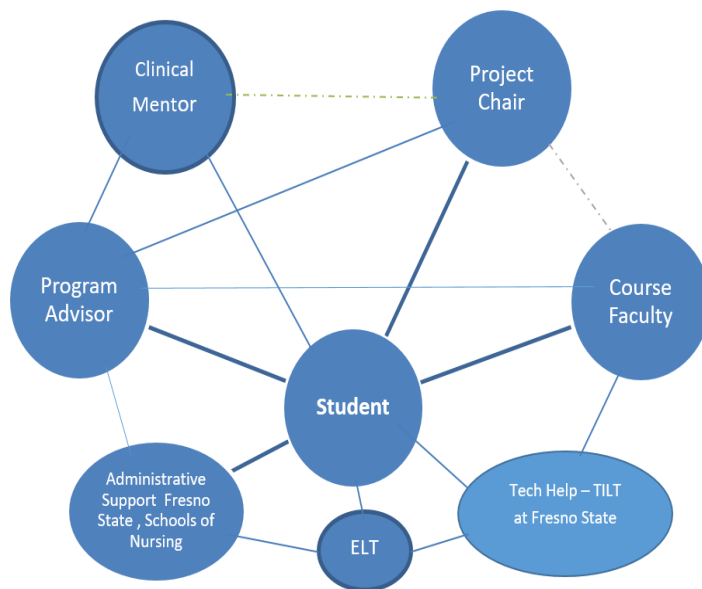 Clinical
Mentor
Project
Chair
Program
Advisor
Course
Faculty
Student
Administrative
Support Fresno
State , Schools of
Nursing
Tech Help – TILT
at Fresno State
ELT